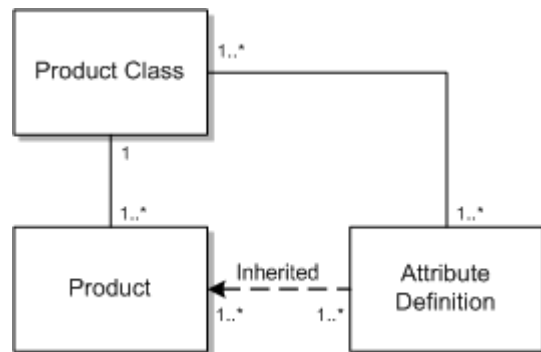 Product Class
1..*
1
1..*
1..*
Product
Inherited
Attribute
Definition
1..*
1..*